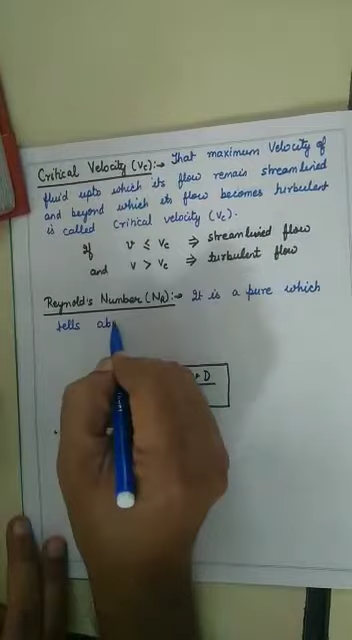 Critical Velocity (Vc):→ That maximum Velocity of
fluid upto which its flow remain streamlined
and beyond which its flow becomes turbulent
is called Critical velocity (Vc).
If v ≤ vc ⇒ streamlined flow
and v > vc ⇒ turbulent flow
Reynold's Number (NR):→ It is a pure which
tells ab
D